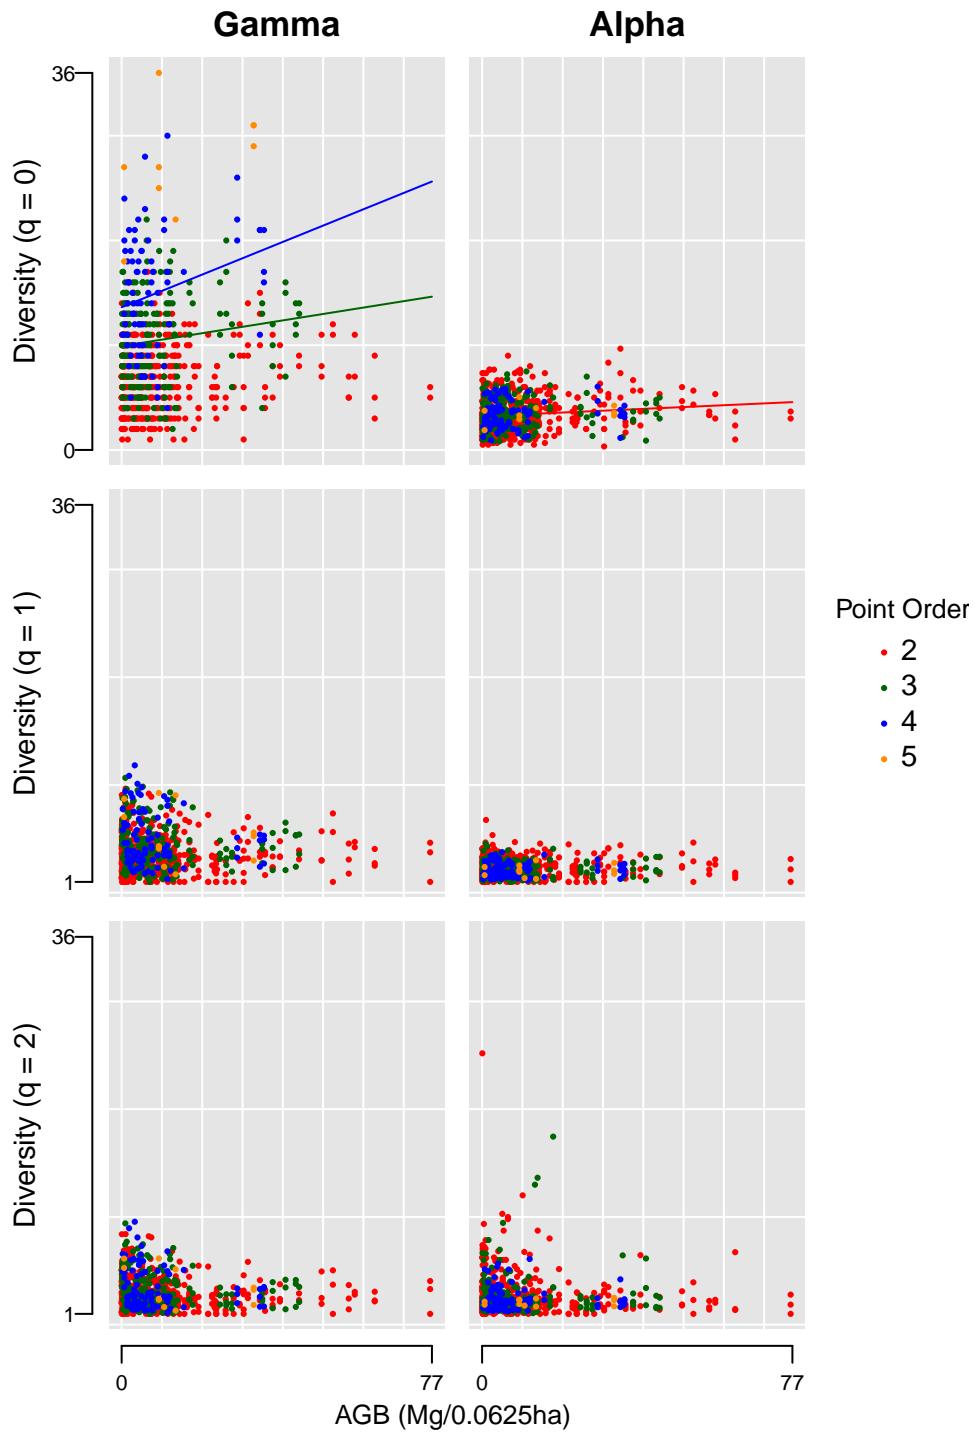 Gamma Alpha
36
Diversity (q = 0)
0
36
Diversity (q = 1)
1
36
Diversity (q = 2)
1
0 77 0 77
AGB (Mg/0.0625ha)
Point Order
2
3
4
5